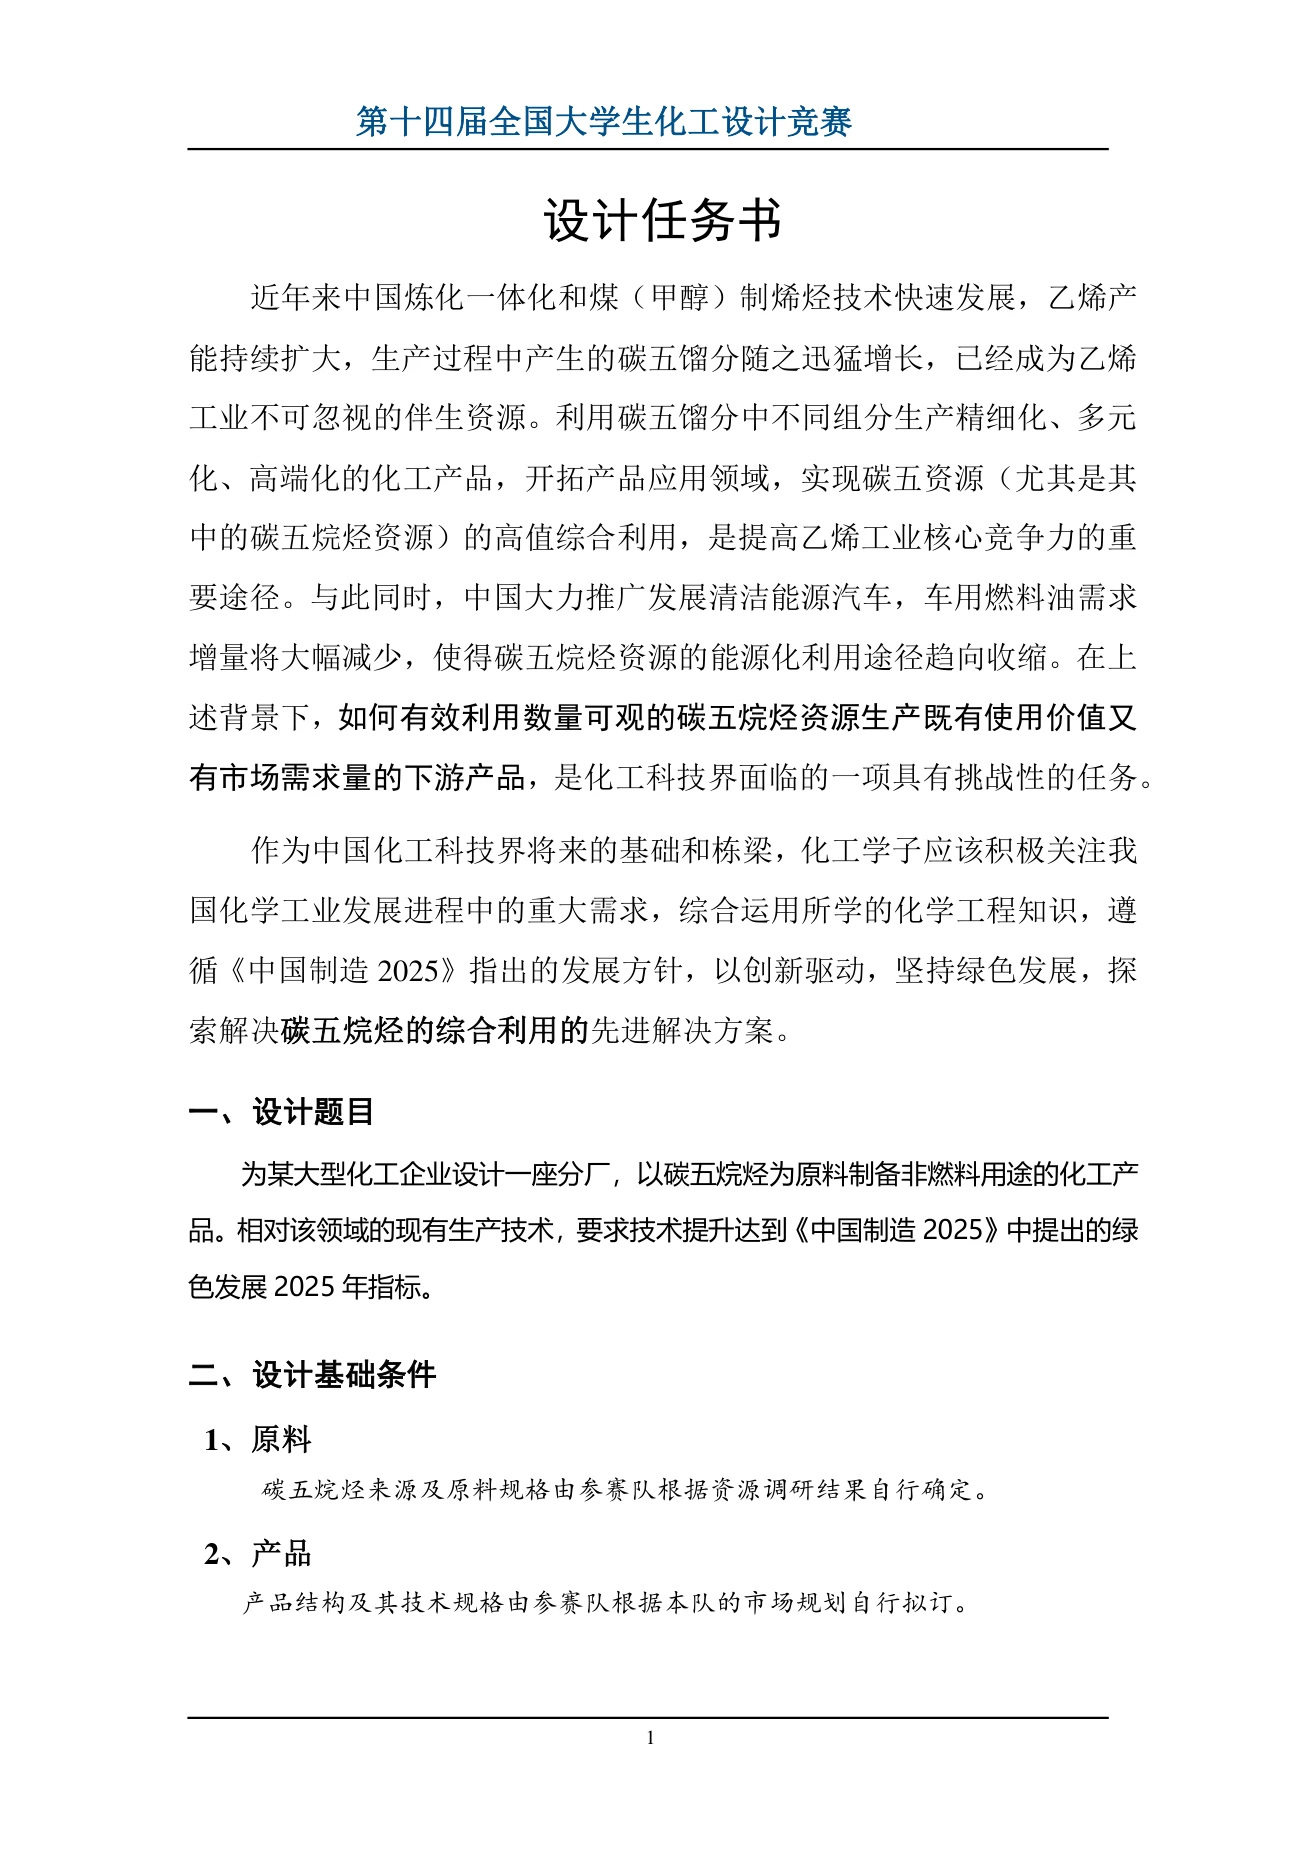 第十四届全国大学生化工设计竞赛
设计任务书
近年来中国炼化一体化和煤（甲醇）制烯烃技术快速发展，乙烯产
能持续扩大，生产过程中产生的碳五馏分随之迅猛增长，已经成为乙烯
工业不可忽视的伴生资源。利用碳五馏分中不同组分生产精细化、多元
化、高端化的化工产品，开拓产品应用领域，实现碳五资源（尤其是其
中的碳五烷烃资源）的高值综合利用，是提高乙烯工业核心竞争力的重
要途径。与此同时，中国大力推广发展清洁能源汽车，车用燃料油需求
增量将大幅减少，使得碳五烷烃资源的能源化利用途径趋向收缩。在上
述背景下，如何有效利用数量可观的碳五烷烃资源生产既有使用价值又
有市场需求量的下游产品，是化工科技界面临的一项具有挑战性的任务。
作为中国化工科技界将来的基础和栋梁，化工学子应该积极关注我
国化学工业发展进程中的重大需求，综合运用所学的化学工程知识，遵
循《中国制造 2025》指出的发展方针，以创新驱动，坚持绿色发展，探
索解决碳五烷烃的综合利用的先进解决方案。
一、设计题目
为某大型化工企业设计一座分厂，以碳五烷烃为原料制备非燃料用途的化工产
品。相对该领域的现有生产技术，要求技术提升达到《中国制造 2025》中提出的绿
色发展 2025 年指标。
二、设计基础条件
1、原料
碳五烷烃来源及原料规格由参赛队根据资源调研结果自行确定。
2、产品
产品结构及其技术规格由参赛队根据本队的市场规划自行拟订。
1